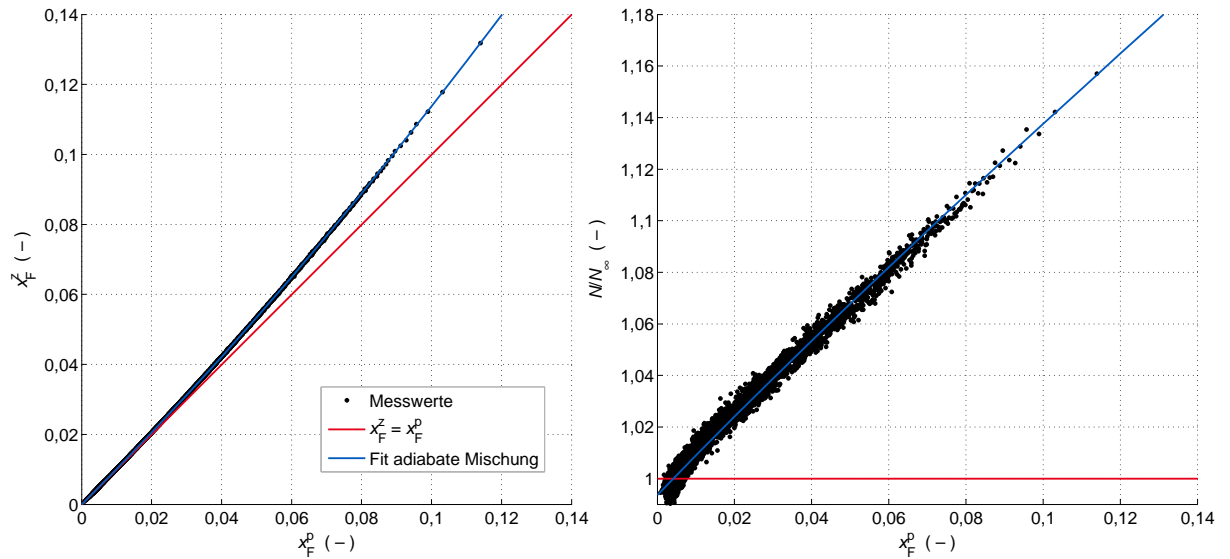 0,14
0,12
0,1
0,08
0,06
0,04
0,02
0
x_F^z (−)
0 0,02 0,04 0,06 0,08 0,1 0,12 0,14
x_F^p (−)
Messwerte
x_F^z = x_F^p
Fit adiabate Mischung
1,18
1,16
1,14
1,12
1,1
1,08
1,06
1,04
1,02
1
N/N_∞ (−)
0 0,02 0,04 0,06 0,08 0,1 0,12 0,14
x_F^p (−)